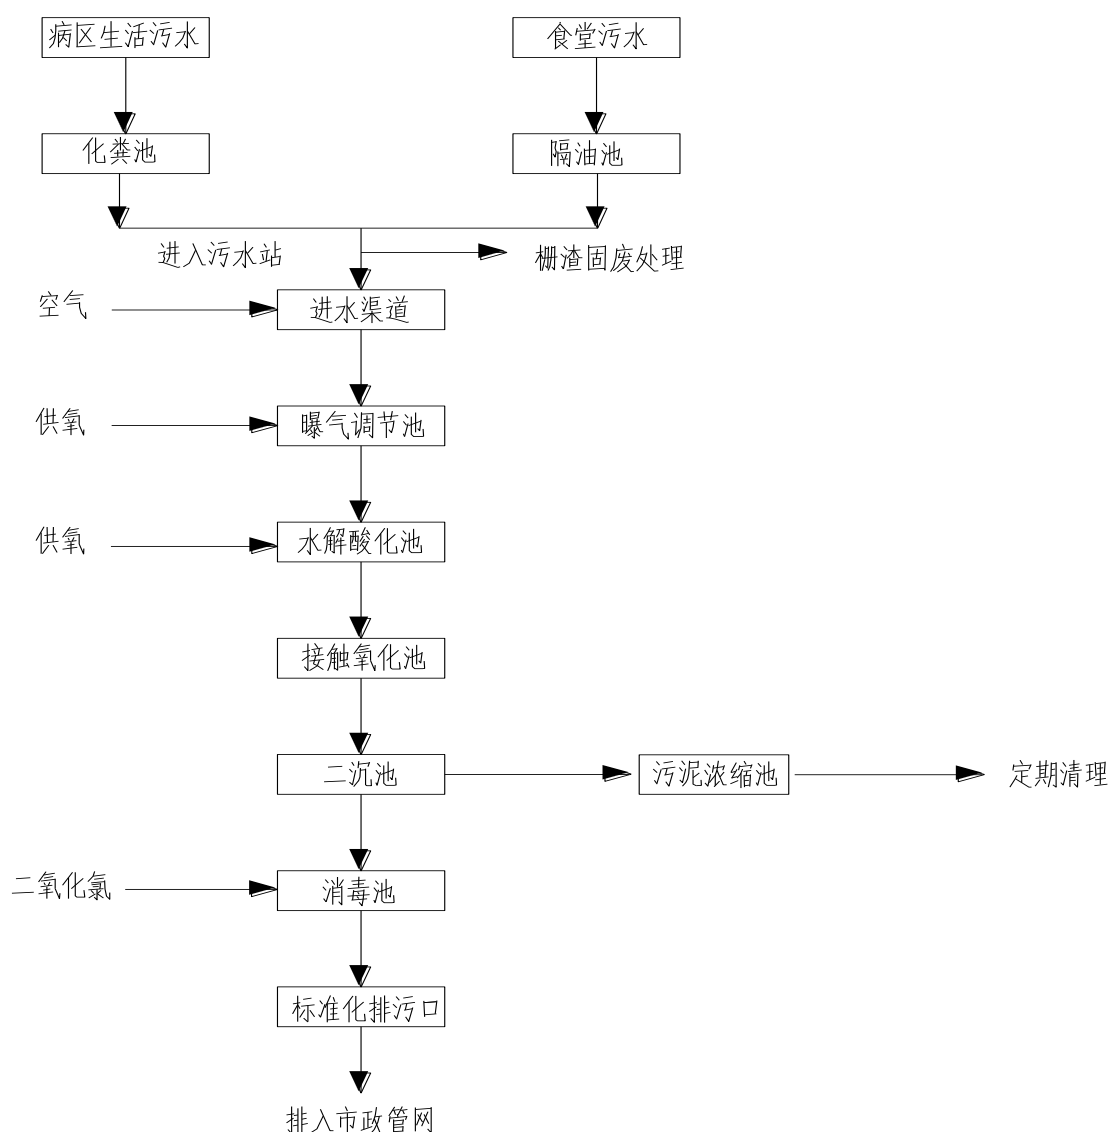 病区生活污水
食堂污水
化粪池
隔油池
进入污水站
栅渣固废处理
空气
进水渠道
供氧
曝气调节池
供氧
水解酸化池
接触氧化池
二沉池
污泥浓缩池
定期清理
二氧化氯
消毒池
标准化排污口
排入市政管网